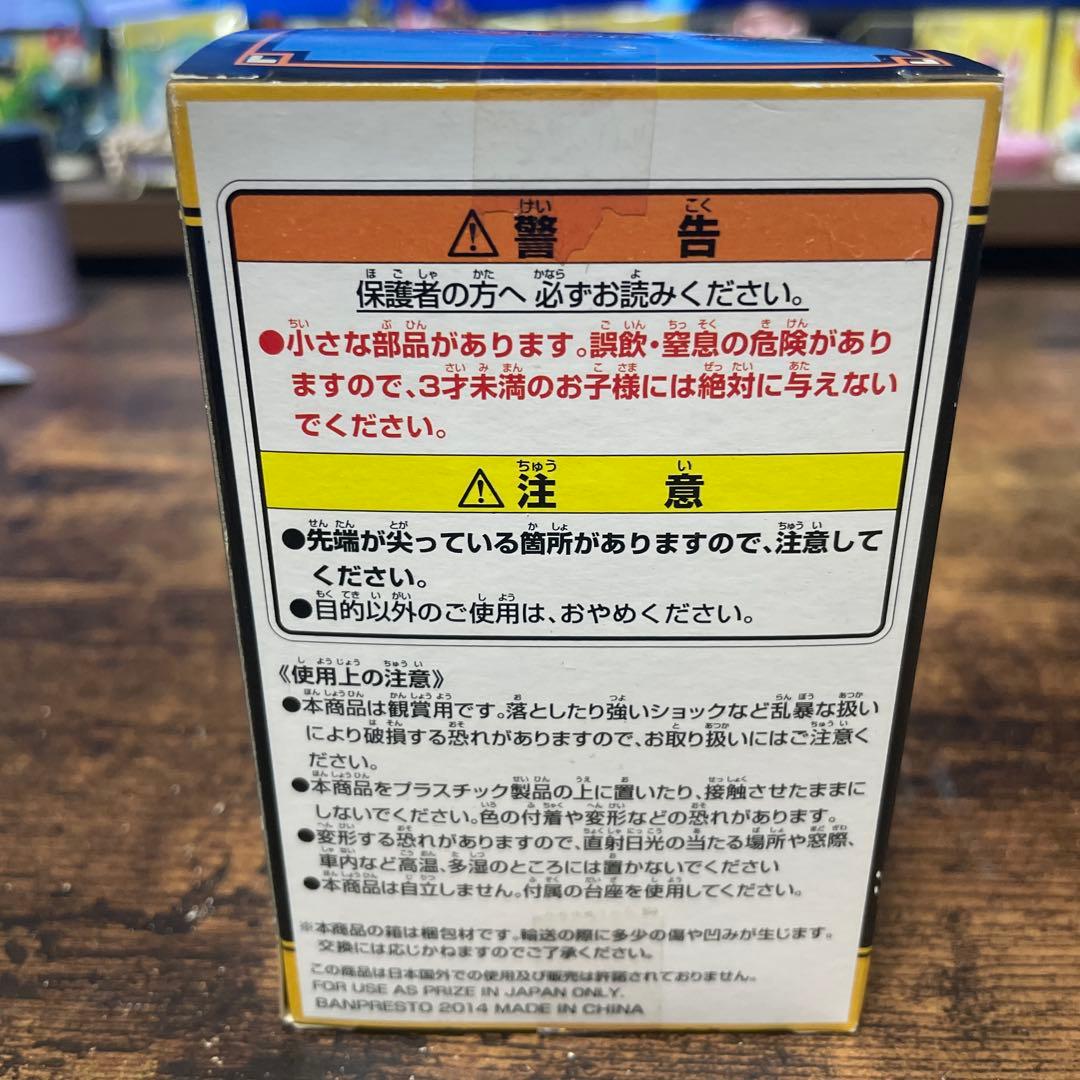 ⚠警告
保護者の方へ 必ずお読みください。
●小さな部品があります。誤飲・窒息の危険があり
ますので、3才未満のお子様には絶対に与えない
でください。
⚠注意
●先端が尖っている箇所がありますので、注意して
ください。
●目的以外のご使用は、おやめください。
《使用上の注意》
●本商品は観賞用です。落としたり強いショックなど乱暴な扱い
により破損する恐れがありますので、お取り扱いにはご注意く
ださい。
●本商品をプラスチック製品の上に置いたり、接触させたままに
しないでください。色の付着や変形などの恐れがあります。
●変形する恐れがありますので、直射日光の当たる場所や窓際、
車内など高温、多湿のところには置かないでください
●本商品は自立しません。付属の台座を使用してください。
※本商品の箱は梱包材です。輸送の際に多少の傷や凹みが生じます。
交換には応じかねますのでご了承ください。
この商品は日本国外での使用及び販売は許諾されておりません。
FOR USE AS PRIZE IN JAPAN ONLY.
BANPRESTO 2014 MADE IN CHINA